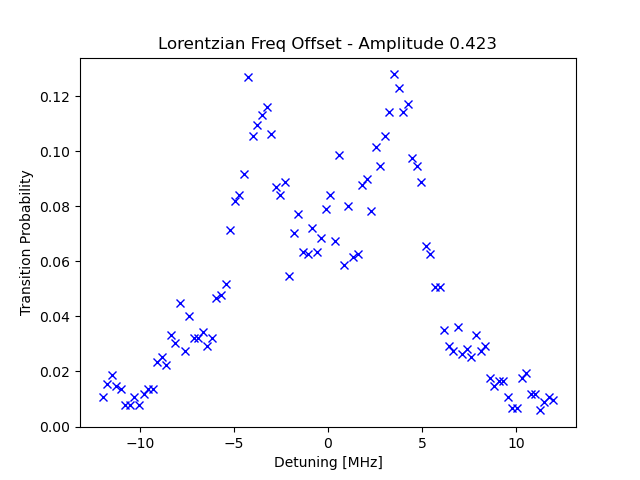 Lorentzian Freq Offset - Amplitude 0.423
0.12
0.10
0.08
0.06
0.04
0.02
0.00
Transition Probability
−10 −5 0 5 10
Detuning [MHz]